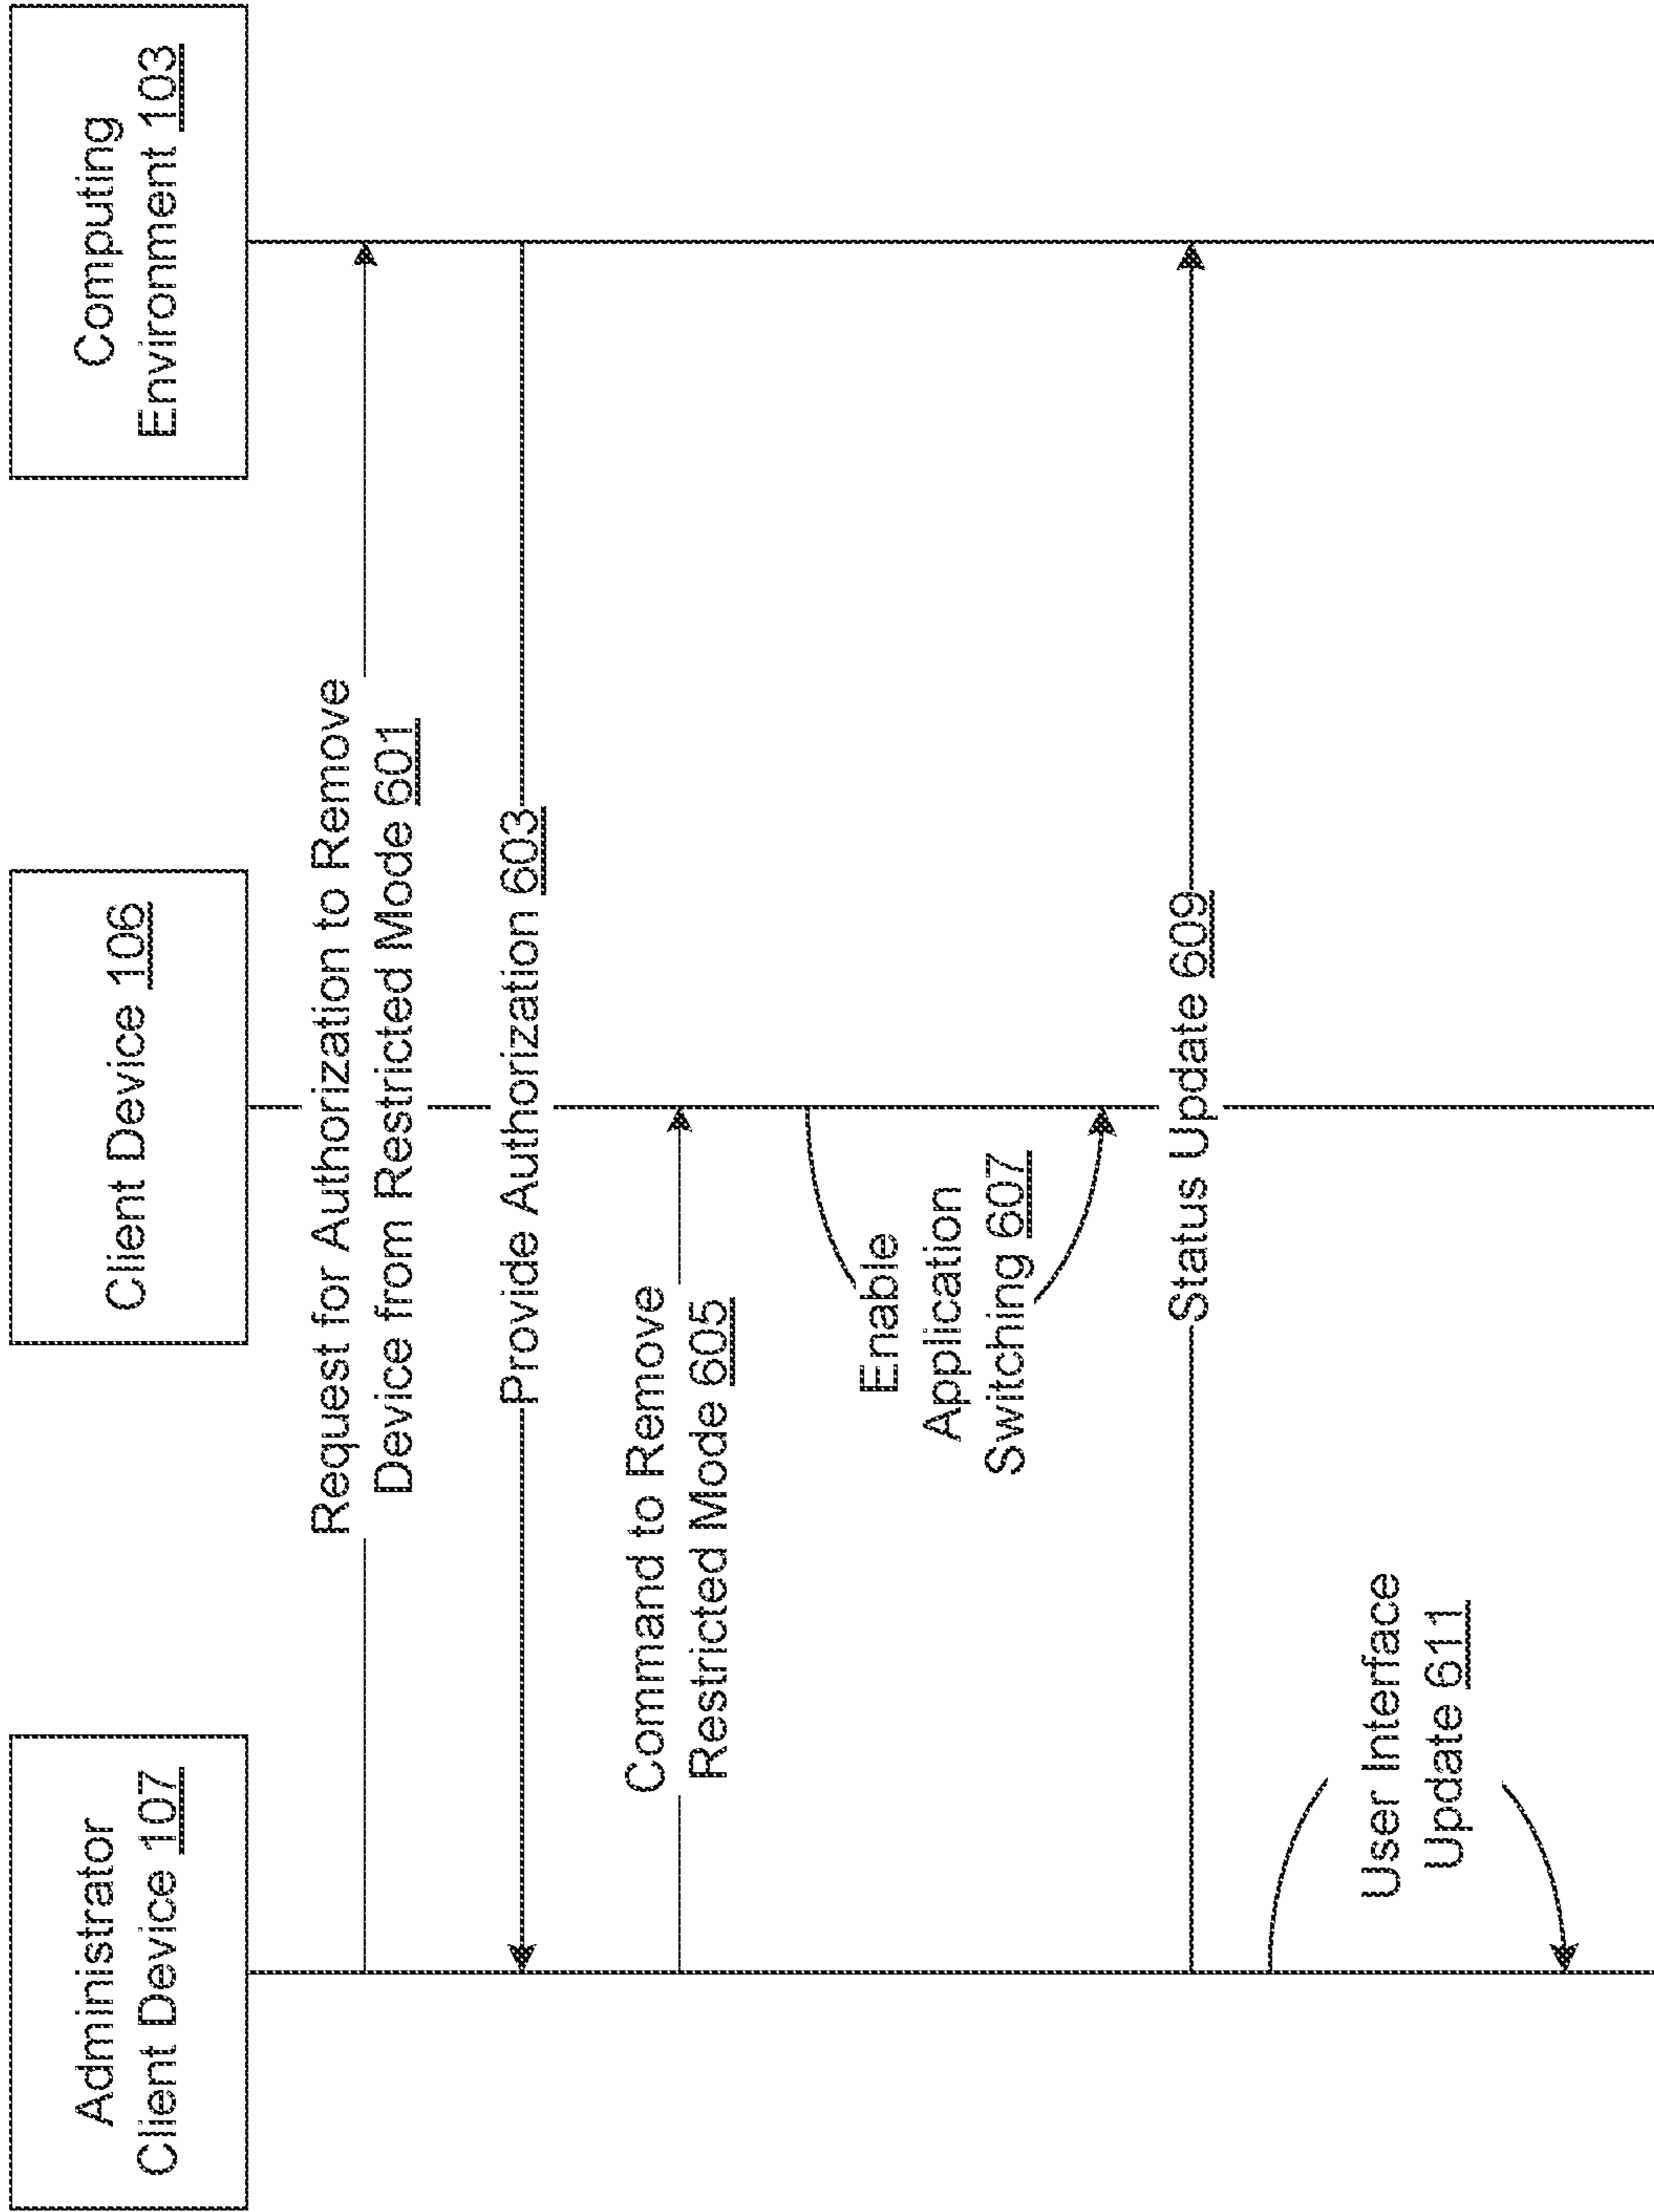 Administrator
Client Device 107
Client Device 106
Computing
Environment 103
Request for Authorization to Remove
Device from Restricted Mode 601
Provide Authorization 603
Command to Remove
Restricted Mode 605
Enable
Application
Switching 607
Status Update 609
User Interface
Update 611